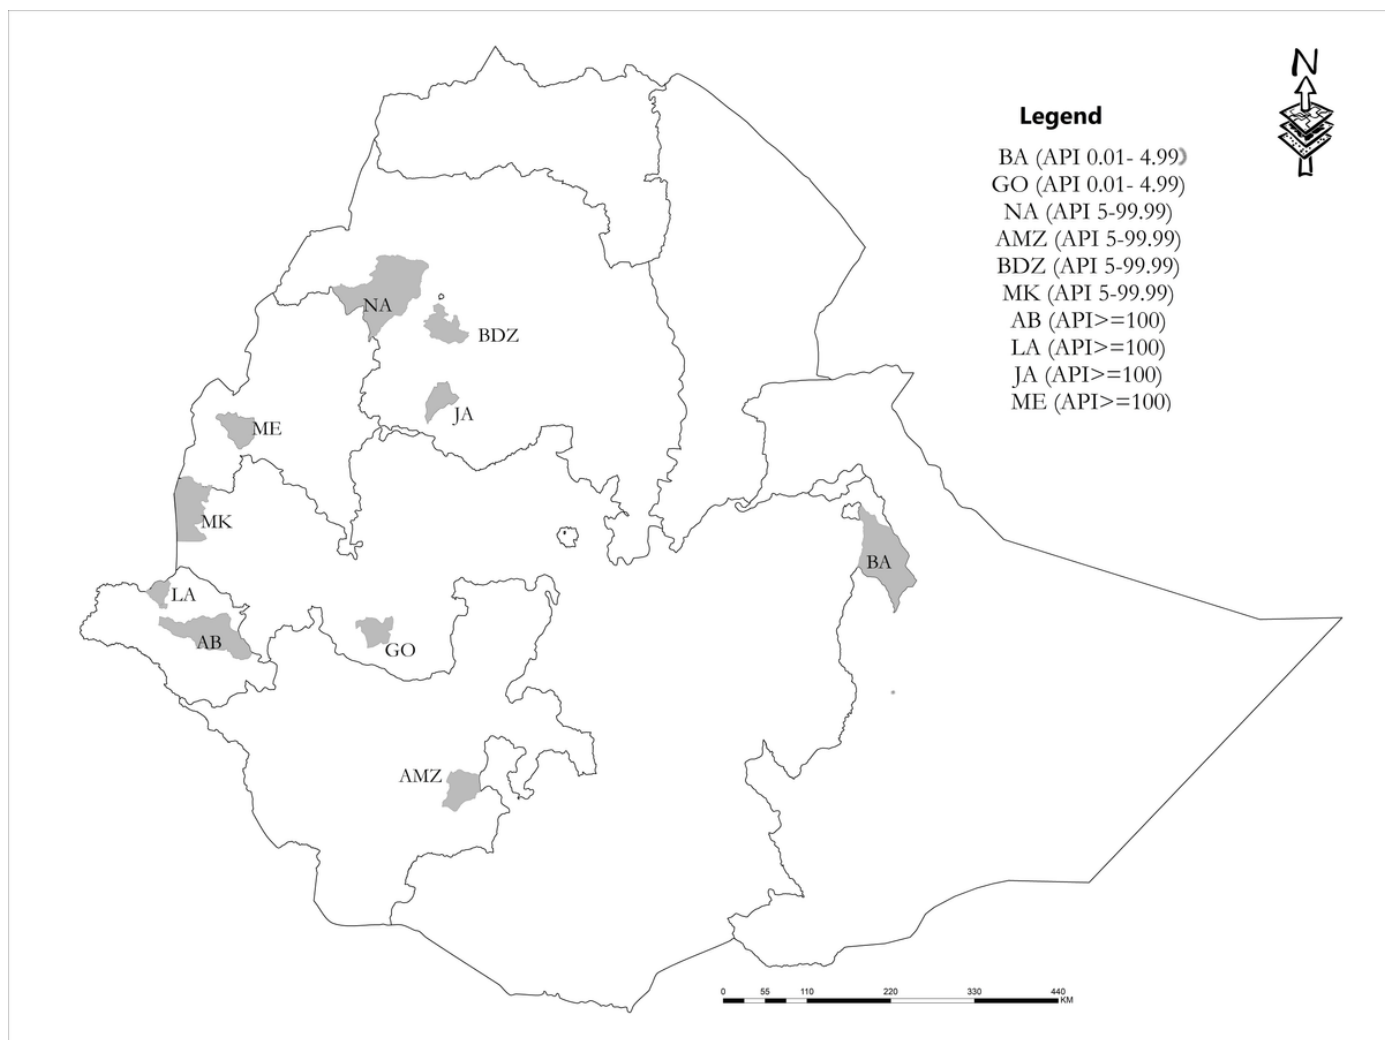 N
Legend
BA (API 0.01- 4.99)
GO (API 0.01- 4.99)
NA (API 5-99.99)
AMZ (API 5-99.99)
BDZ (API 5-99.99)
MK (API 5-99.99)
AB (API>=100)
LA (API>=100)
JA (API>=100)
ME (API>=100)
NA
BDZ
JA
ME
MK
BA
LA
AB
GO
AMZ
0 55 110 220 330 440
KM